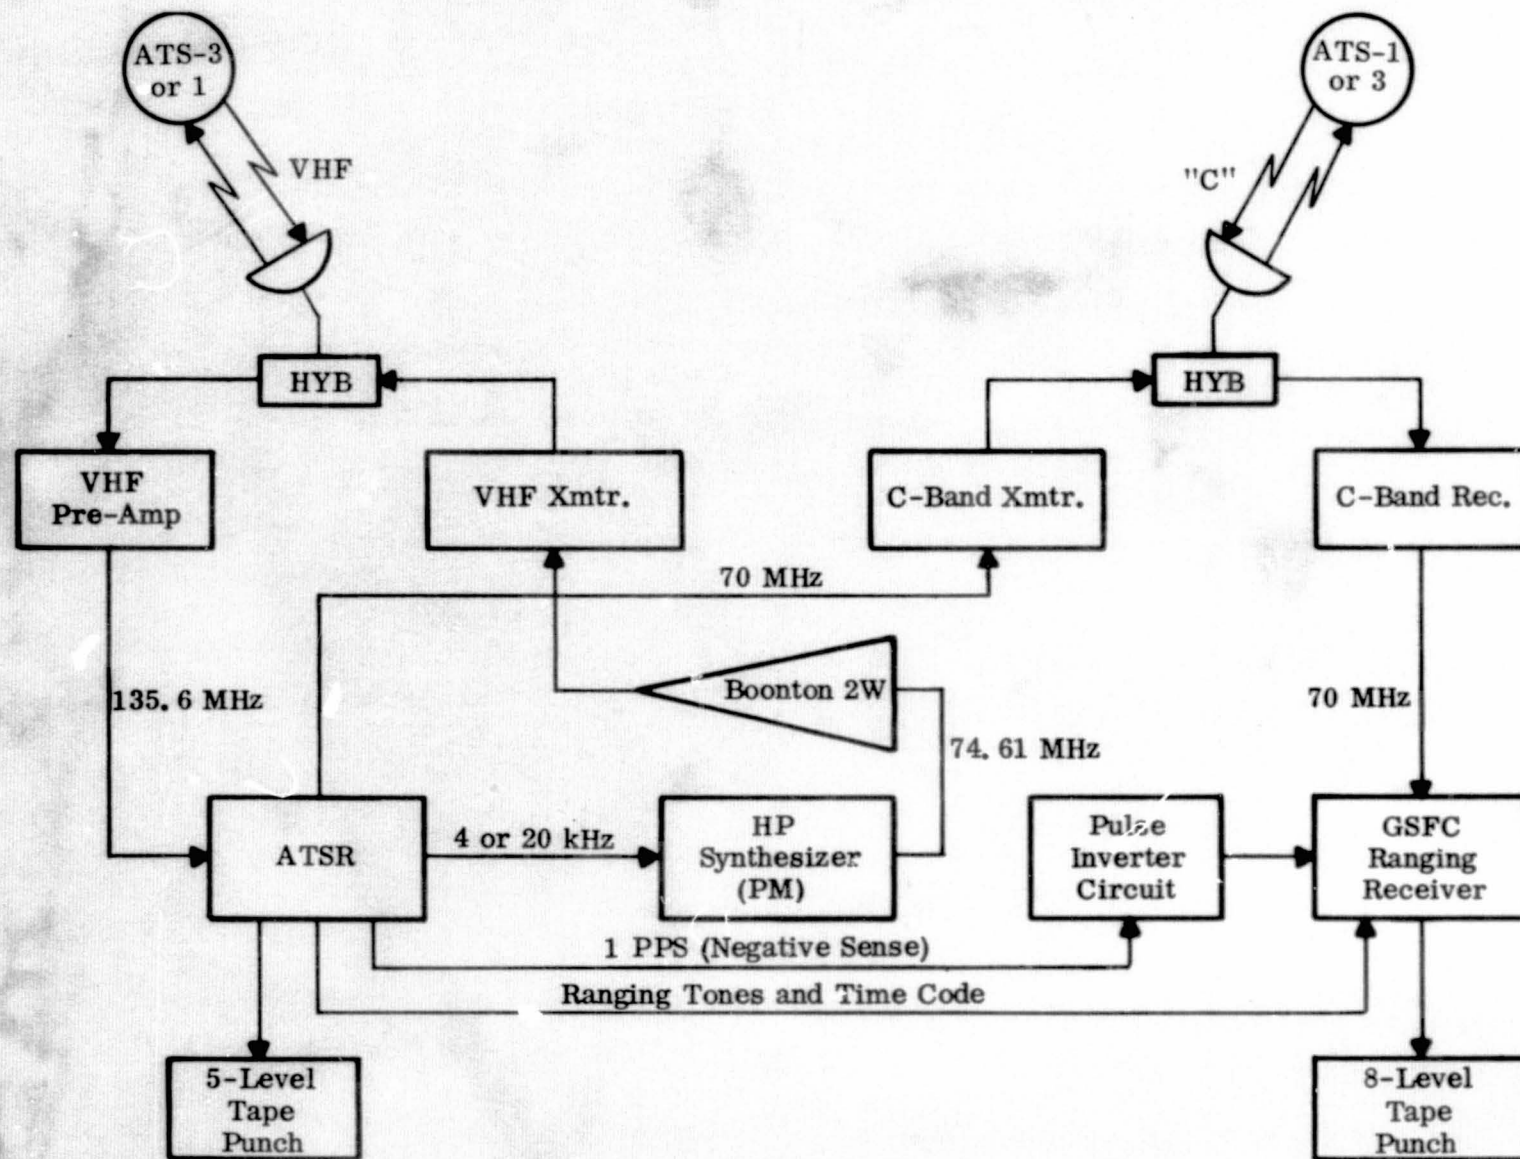 ATS-3
or 1
ATS-1
or 3
VHF
"C"
HYB
HYB
VHF
Pre-Amp
VHF Xmtr.
C-Band Xmtr.
C-Band Rec.
70 MHz
135.6 MHz
Boonton 2W
70 MHz
74.61 MHz
ATSR
4 or 20 kHz
HP
Synthesizer
(PM)
Pulse
Inverter
Circuit
GSFC
Ranging
Receiver
1 PPS (Negative Sense)
Ranging Tones and Time Code
5-Level
Tape
Punch
8-Level
Tape
Punch